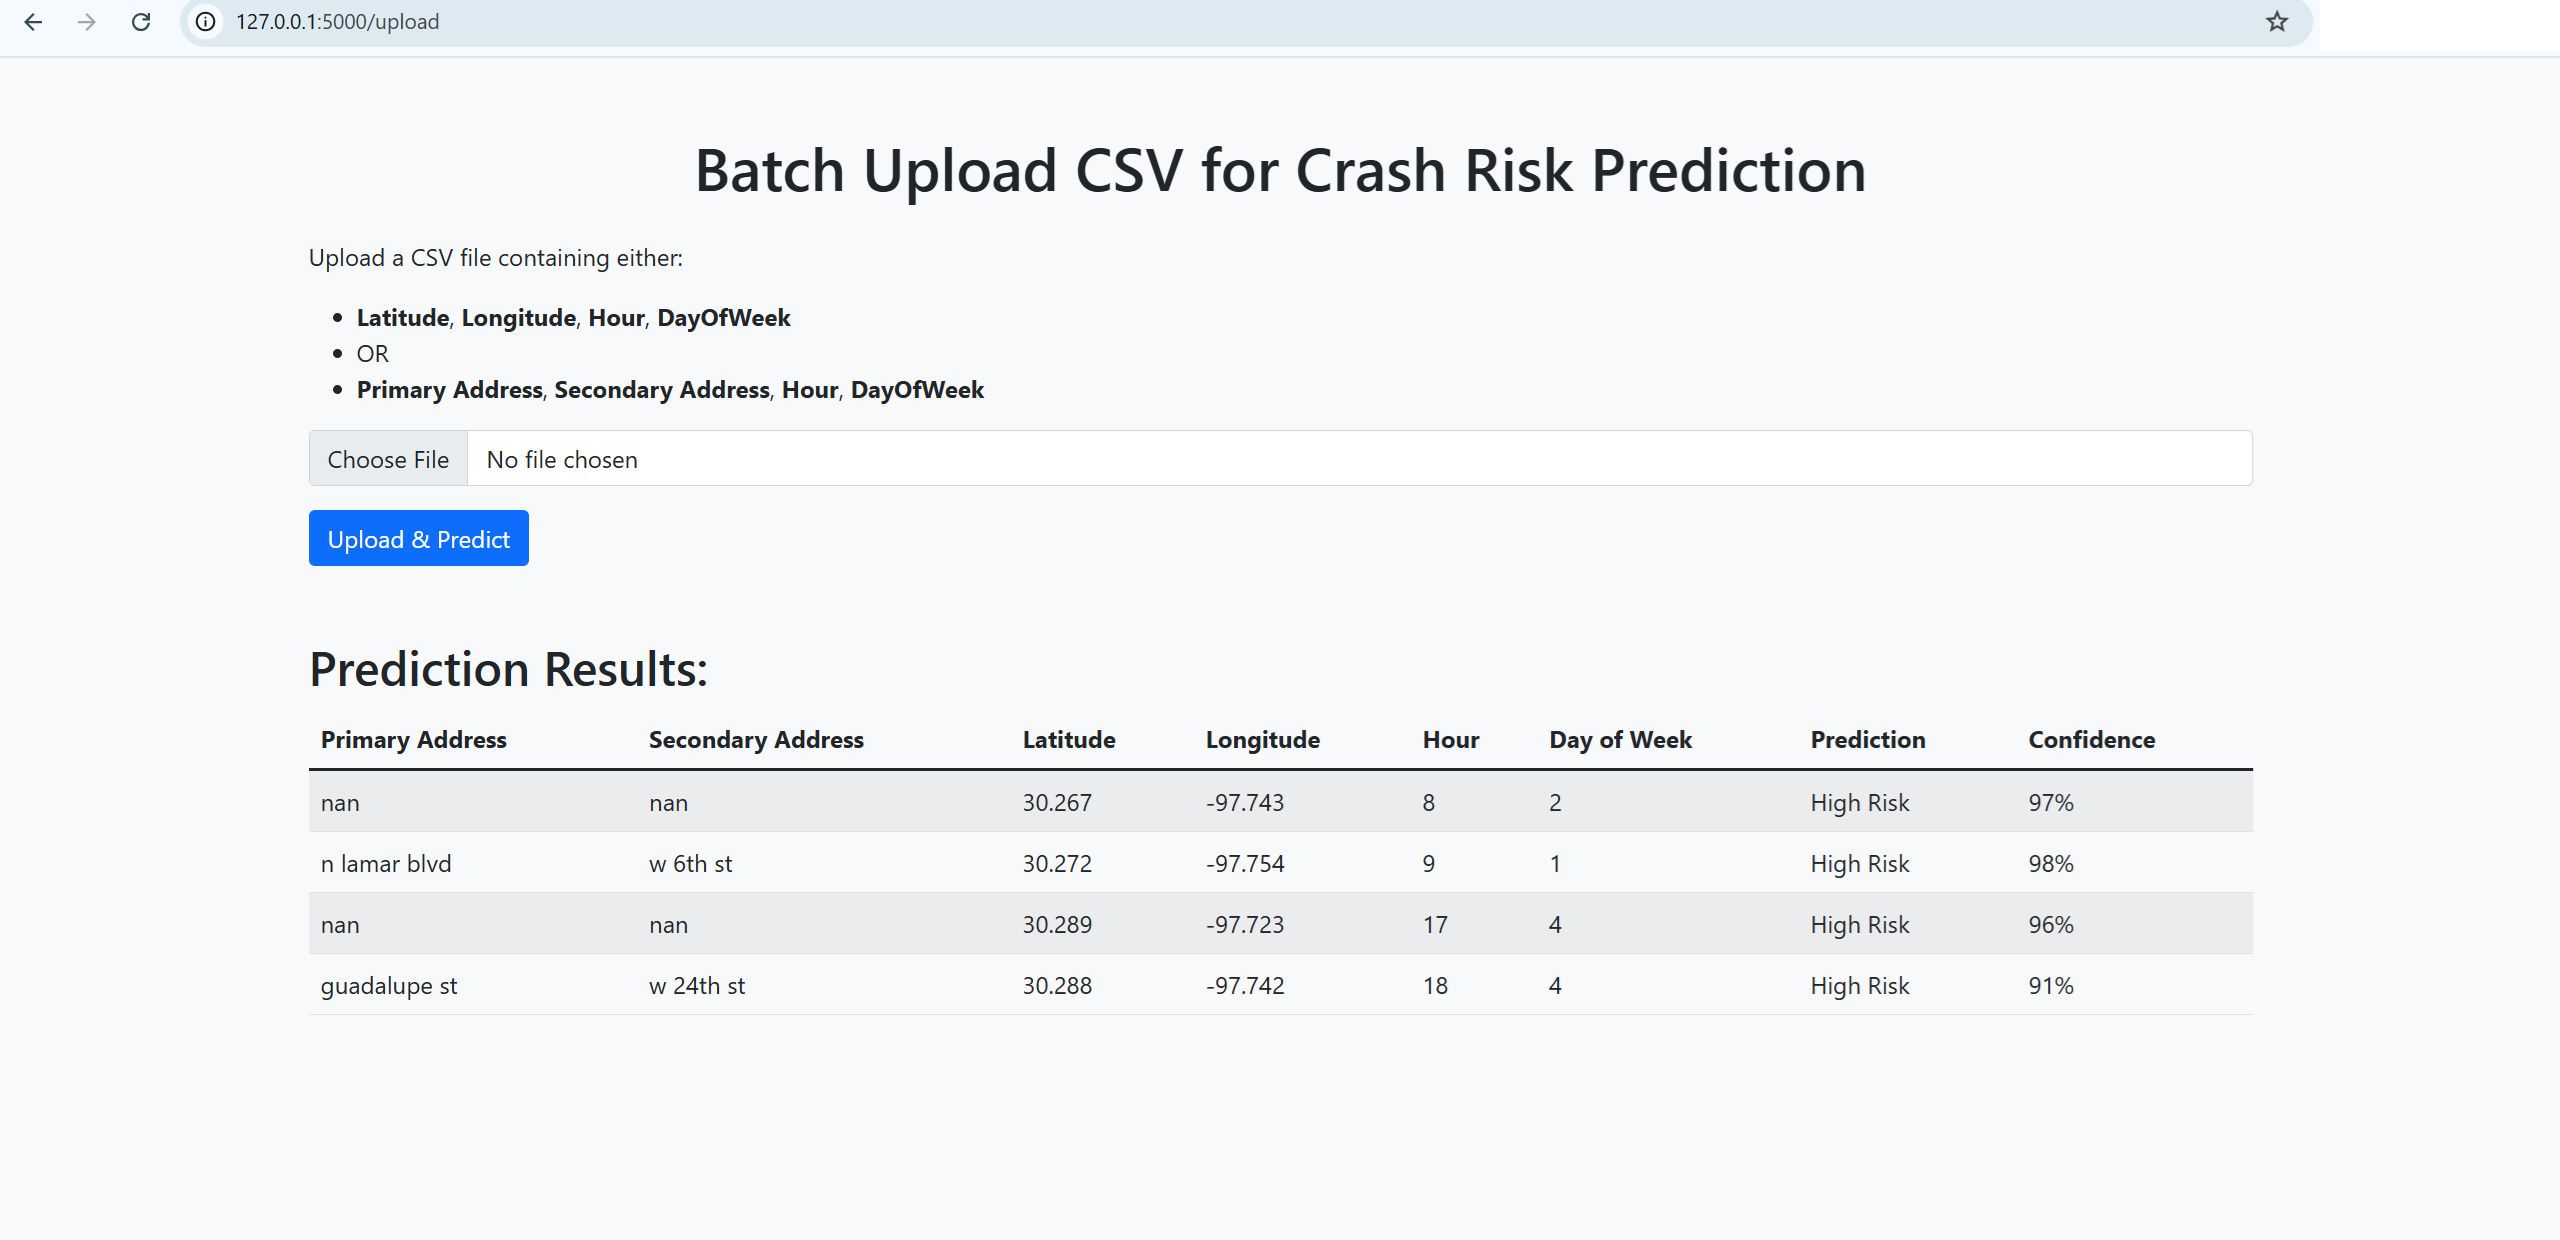 127.0.0.1:5000/upload
Batch Upload CSV for Crash Risk Prediction
Upload a CSV file containing either:
Latitude, Longitude, Hour, DayOfWeek
OR
Primary Address, Secondary Address, Hour, DayOfWeek
Choose File No file chosen
Upload & Predict
Prediction Results:
Primary Address Secondary Address Latitude Longitude Hour Day of Week Prediction Confidence
nan nan 30.267 -97.743 8 2 High Risk 97%
n lamar blvd w 6th st 30.272 -97.754 9 1 High Risk 98%
nan nan 30.289 -97.723 17 4 High Risk 96%
guadalupe st w 24th st 30.288 -97.742 18 4 High Risk 91%